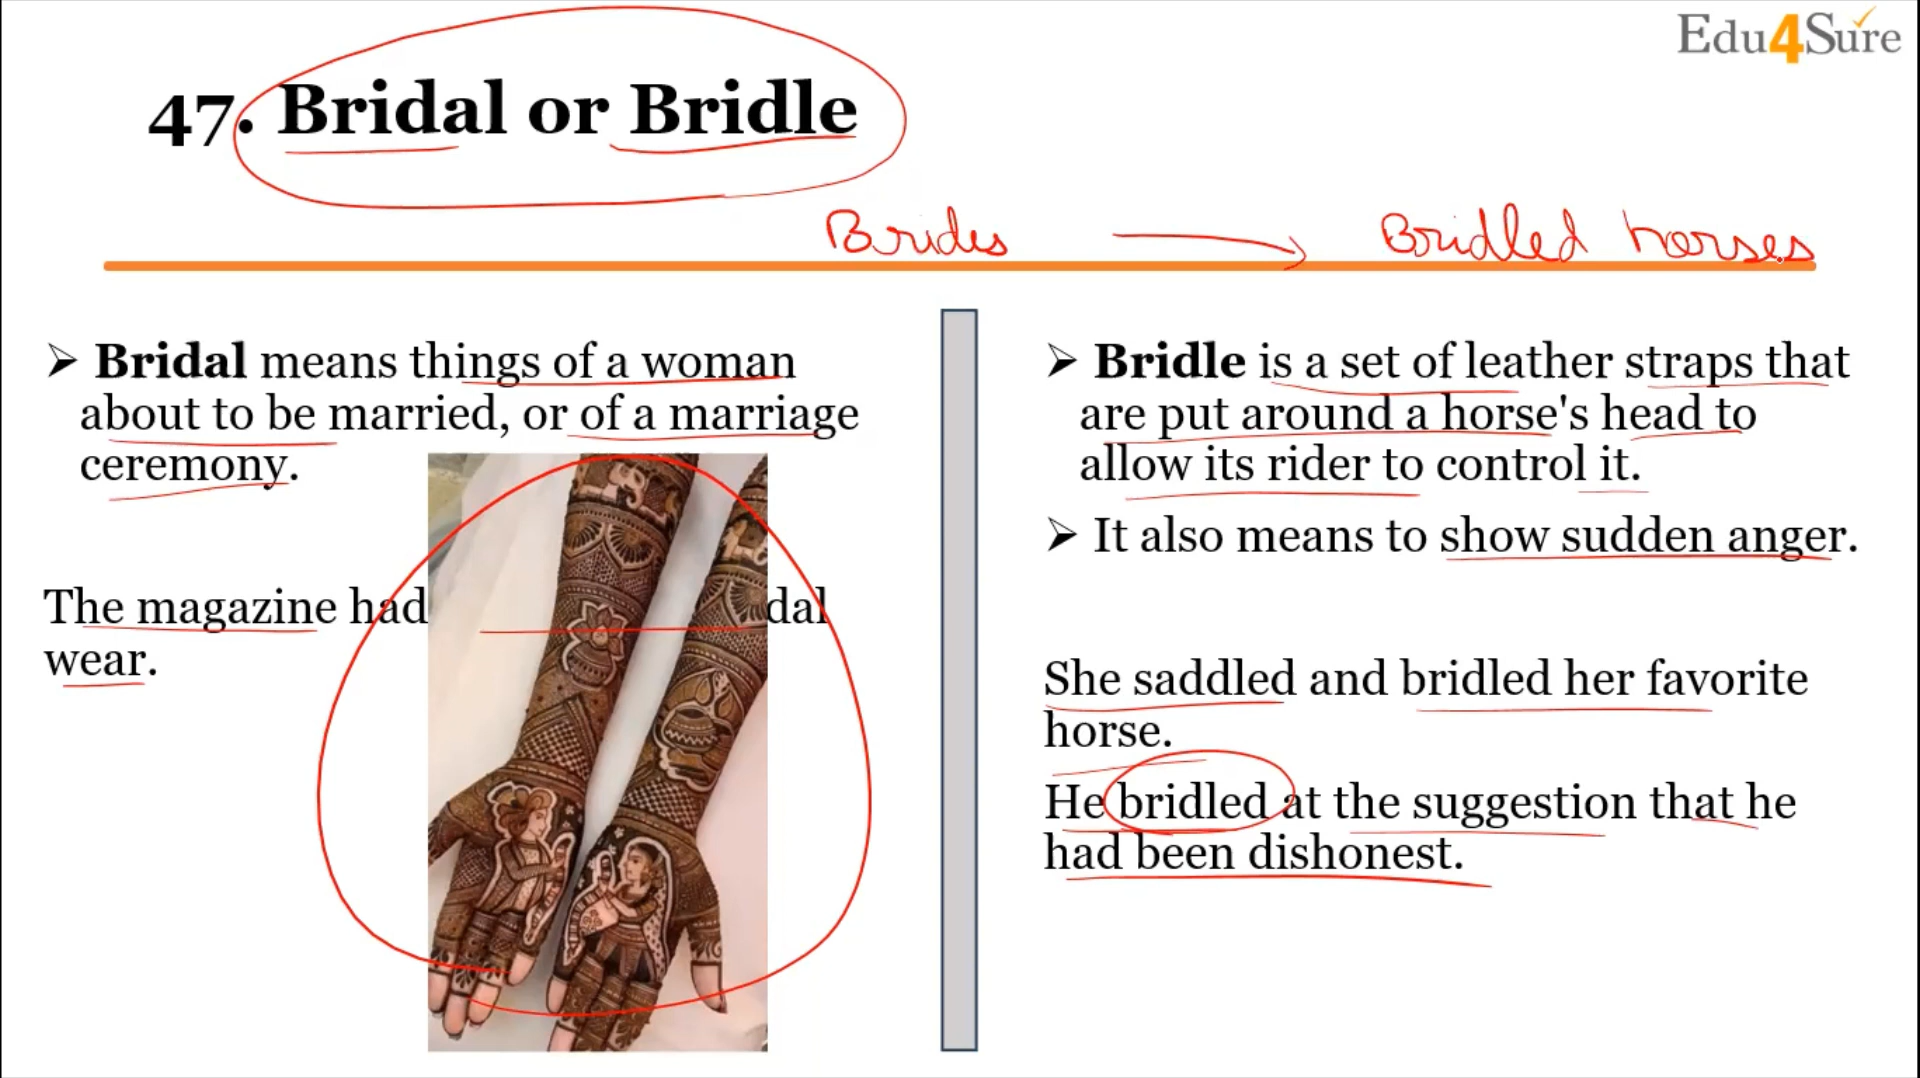 Edu4Sure
47. Bridal or Bridle
Brides → Bridled horses
➢ Bridal means things of a woman
about to be married, or of a marriage
ceremony.
The magazine had dal
wear.
➢ Bridle is a set of leather straps that
are put around a horse's head to
allow its rider to control it.
➢ It also means to show sudden anger.
She saddled and bridled her favorite
horse.
He bridled at the suggestion that he
had been dishonest.